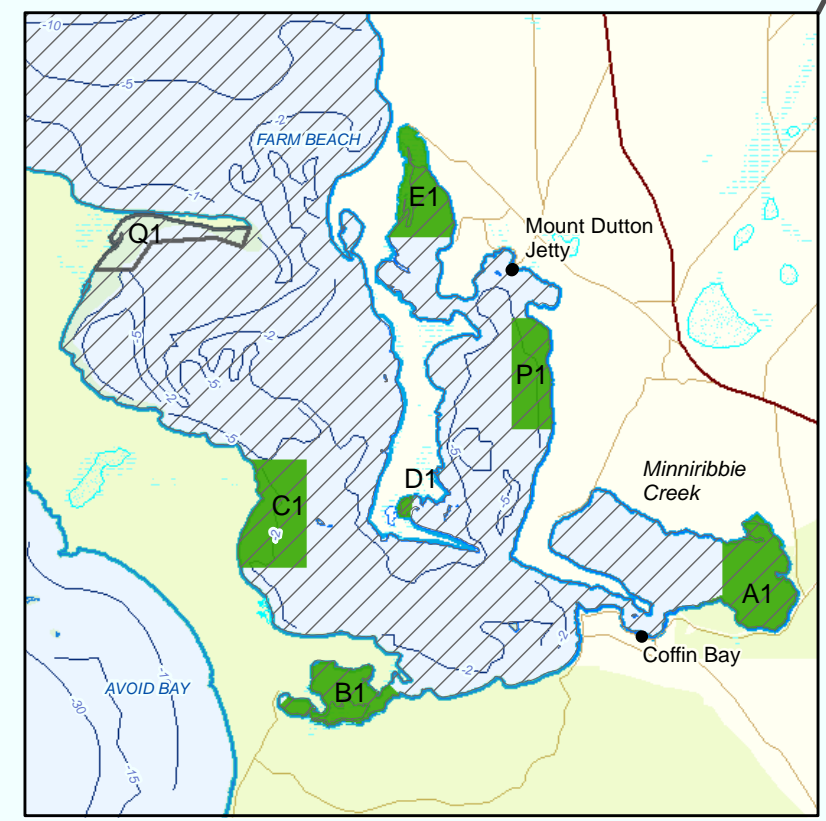 -10
-5
-2
FARM BEACH
E1
-1
Q1
Mount Dutton
Jetty
-5
-2
P1
-5
-2
-5
-5
D1
-5
Minniribbie
Creek
C1
-2
A1
-2
Coffin Bay
-2
B1
AVOID BAY
-30
-15